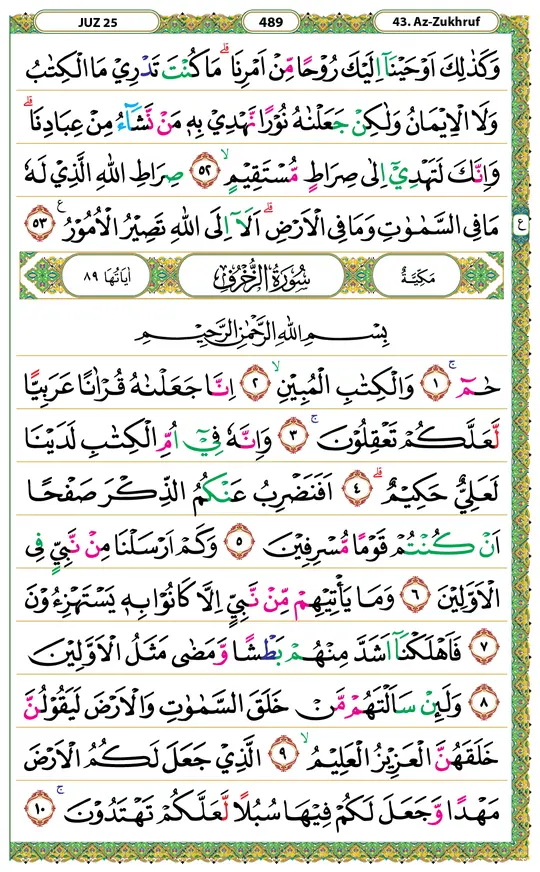 JUZ 25 489 43. Az-Zukhruf
وَكَذٰلِكَ اَوْحَيْنَآ اِلَيْكَ رُوْحًا مِّنْ اَمْرِنَا ۗ مَا كُنْتَ تَدْرِيْ مَا الْكِتٰبُ
وَلَا الْاِيْمَانُ وَلٰكِنْ جَعَلْنٰهُ نُوْرًا نَّهْدِيْ بِهٖ مَنْ نَّشَاۤءُ مِنْ عِبَادِنَا ۗ
وَاِنَّكَ لَتَهْدِيْٓ اِلٰى صِرَاطٍ مُّسْتَقِيْمٍ ۙ ٥٢ صِرَاطِ اللّٰهِ الَّذِيْ لَهٗ
مَا فِى السَّمٰوٰتِ وَمَا فِى الْاَرْضِ ۗ اَلَآ اِلَى اللّٰهِ تَصِيْرُ الْاُمُوْرُ ࣖ ٥٣
ع
مَكِّيَّةٌ سُوْرَةُ الزُّخْرُفِ اٰيَاتُهَا ٨٩
بِسْمِ اللّٰهِ الرَّحْمٰنِ الرَّحِيْمِ
حٰمۤ ۚ ١ وَالْكِتٰبِ الْمُبِيْنِ ۙ ٢ اِنَّا جَعَلْنٰهُ قُرْاٰنًا عَرَبِيًّا
لَّعَلَّكُمْ تَعْقِلُوْنَ ۚ ٣ وَاِنَّهٗ فِيْٓ اُمِّ الْكِتٰبِ لَدَيْنَا
لَعَلِيٌّ حَكِيْمٌ ۗ ٤ اَفَنَضْرِبُ عَنْكُمُ الذِّكْرَ صَفْحًا
اَنْ كُنْتُمْ قَوْمًا مُّسْرِفِيْنَ ٥ وَكَمْ اَرْسَلْنَا مِنْ نَّبِيٍّ فِى
الْاَوَّلِيْنَ ٦ وَمَا يَأْتِيْهِمْ مِّنْ نَّبِيٍّ اِلَّا كَانُوْا بِهٖ يَسْتَهْزِءُوْنَ
٧ فَاَهْلَكْنَآ اَشَدَّ مِنْهُمْ بَطْشًا وَّمَضٰى مَثَلُ الْاَوَّلِيْنَ
٨ وَلَىِٕنْ سَاَلْتَهُمْ مَّنْ خَلَقَ السَّمٰوٰتِ وَالْاَرْضَ لَيَقُوْلُنَّ
خَلَقَهُنَّ الْعَزِيْزُ الْعَلِيْمُ ۙ ٩ الَّذِيْ جَعَلَ لَكُمُ الْاَرْضَ
مَهْدًا وَّجَعَلَ لَكُمْ فِيْهَا سُبُلًا لَّعَلَّكُمْ تَهْتَدُوْنَ ۚ ١٠